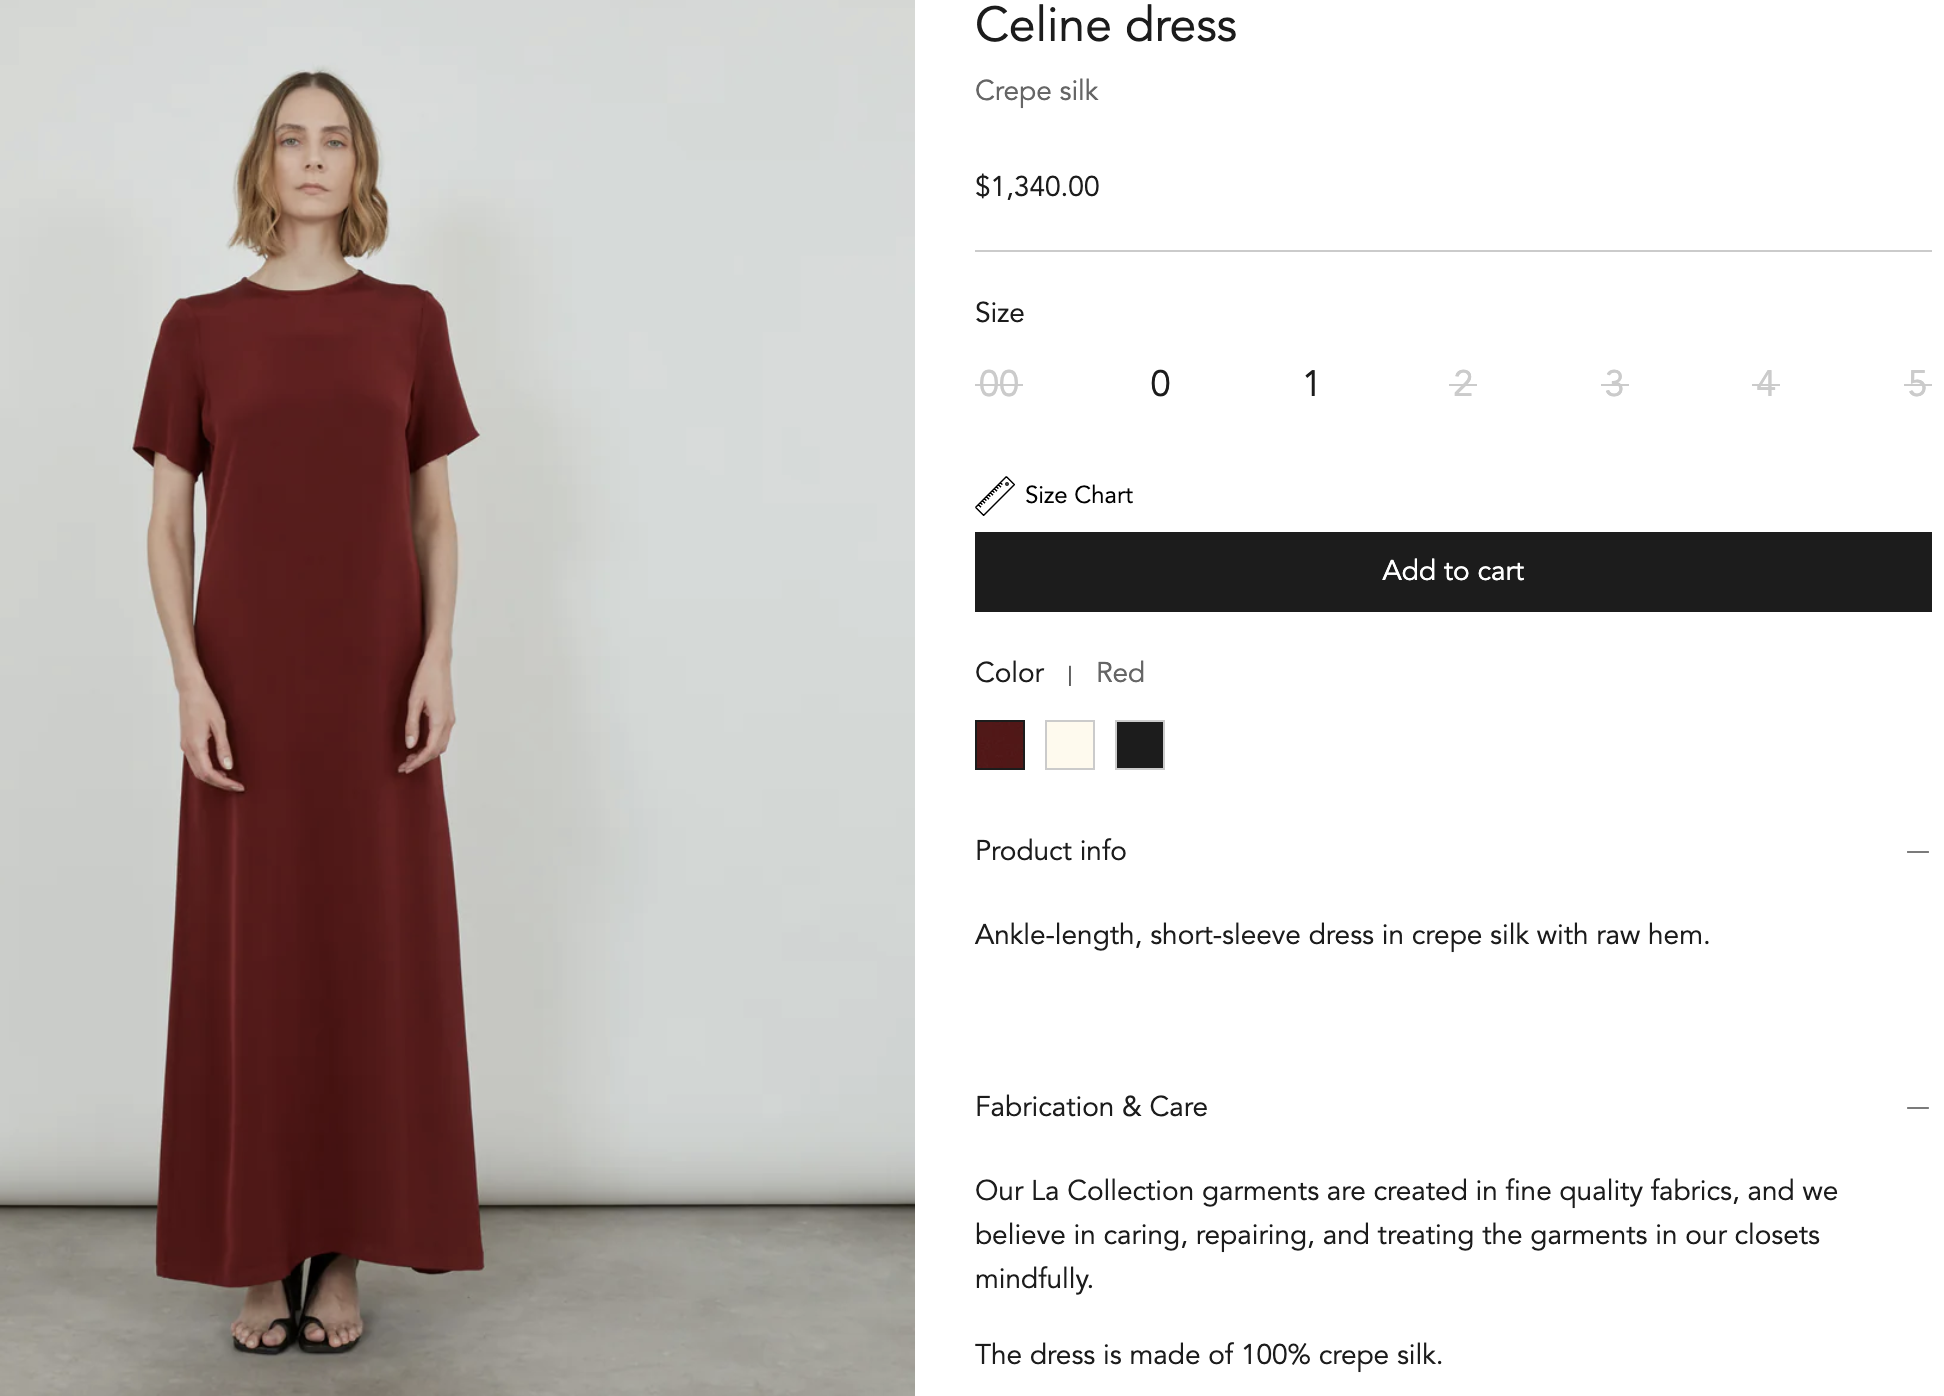 Celine dress
Crepe silk
$1,340.00
Size
00 0 1 2 3 4 5
Size Chart
Add to cart
Color | Red
Product info
Ankle-length, short-sleeve dress in crepe silk with raw hem.
Fabrication & Care
Our La Collection garments are created in fine quality fabrics, and we
believe in caring, repairing, and treating the garments in our closets
mindfully.
The dress is made of 100% crepe silk.